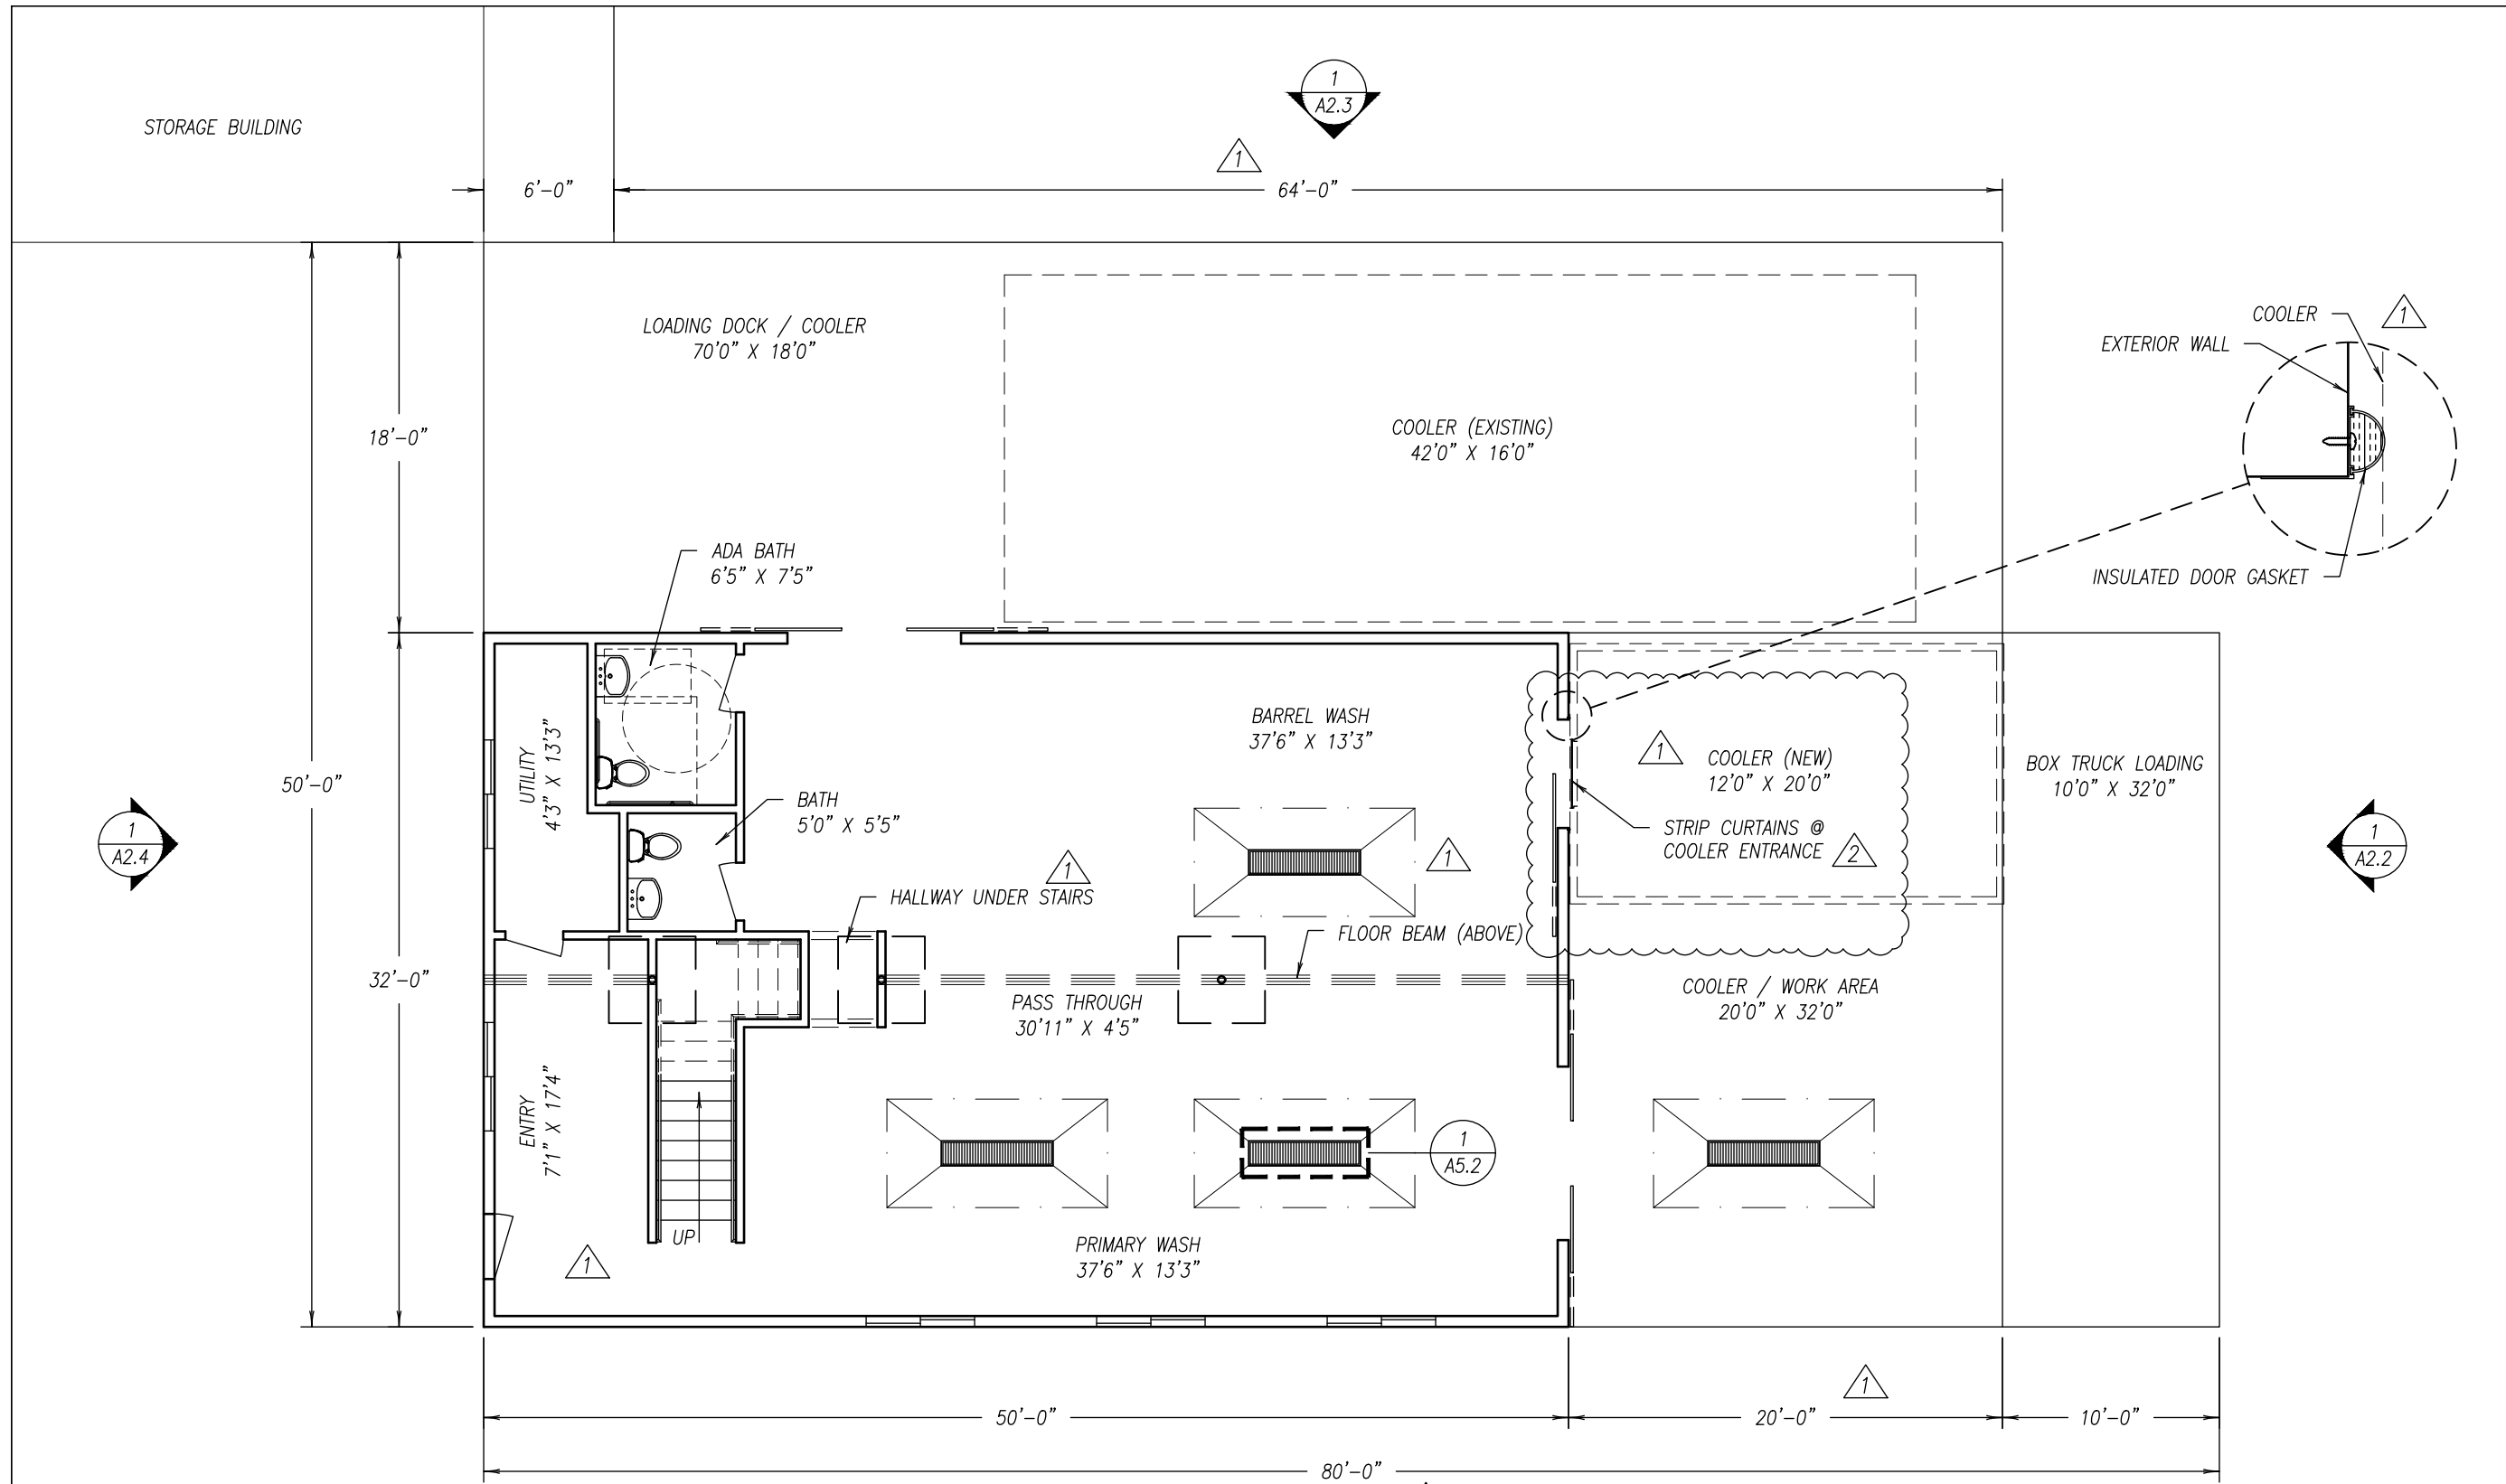 STORAGE BUILDING
1
A2.3
1
6'-0"
64'-0"
LOADING DOCK / COOLER
70'0" X 18'0"
COOLER (EXISTING)
42'0" X 16'0"
COOLER
1
EXTERIOR WALL
INSULATED DOOR GASKET
18'-0"
50'-0"
32'-0"
ADA BATH
6'5" X 7'5"
UTILITY
4'3" X 13'3"
BATH
5'0" X 5'5"
1
HALLWAY UNDER STAIRS
BARREL WASH
37'6" X 13'3"
1
FLOOR BEAM (ABOVE)
1
COOLER (NEW)
12'0" X 20'0"
STRIP CURTAINS @
COOLER ENTRANCE
2
BOX TRUCK LOADING
10'0" X 32'0"
1
A2.4
1
A2.2
PASS THROUGH
30'11" X 4'5"
COOLER / WORK AREA
20'0" X 32'0"
ENTRY
7'1" X 17'4"
1
A5.2
UP
1
PRIMARY WASH
37'6" X 13'3"
1
50'-0"
20'-0"
10'-0"
80'-0"